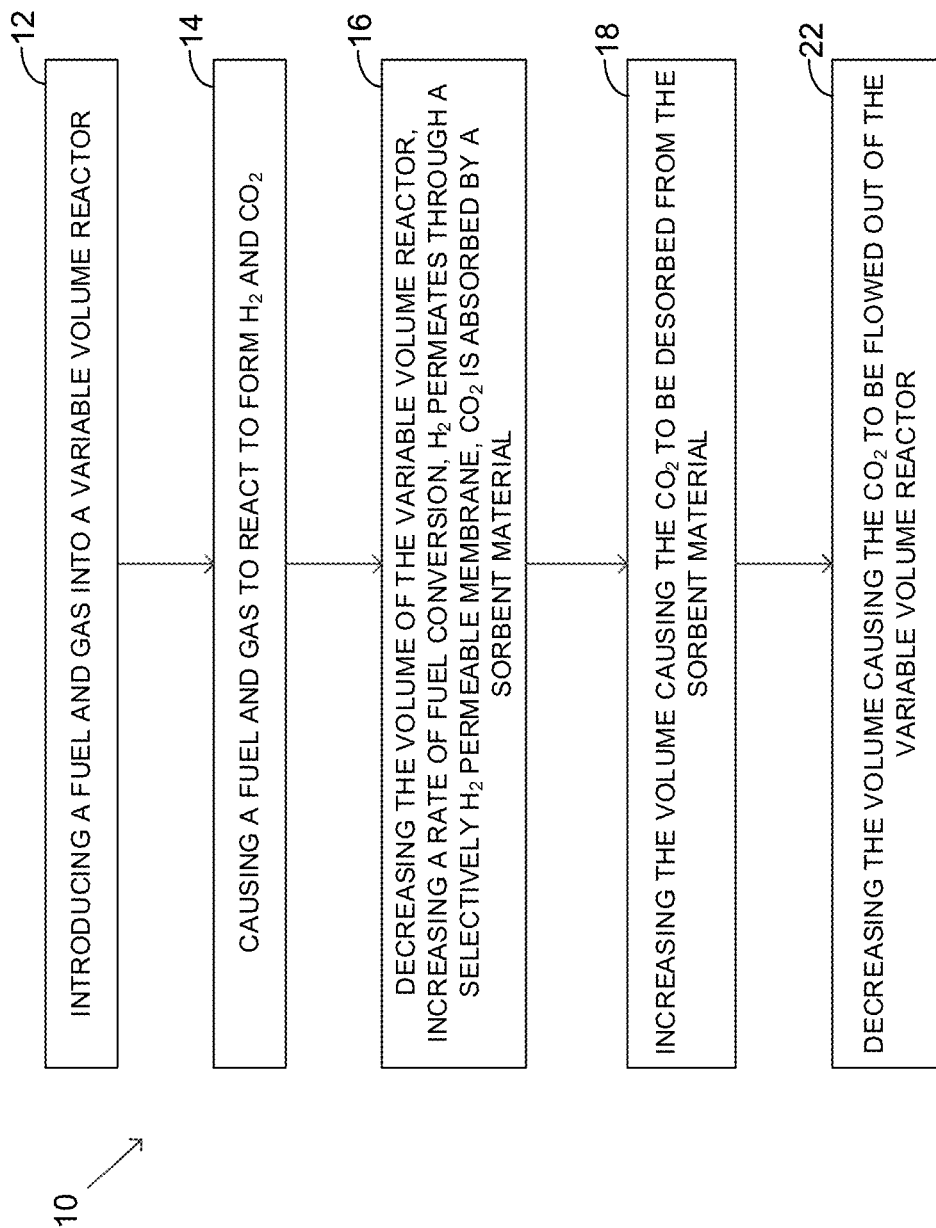 10
12
INTRODUCING A FUEL AND GAS INTO A VARIABLE VOLUME REACTOR
14
CAUSING A FUEL AND GAS TO REACT TO FORM H₂ AND CO₂
16
DECREASING THE VOLUME OF THE VARIABLE VOLUME REACTOR,
INCREASING A RATE OF FUEL CONVERSION, H₂ PERMEATES THROUGH A
SELECTIVELY H₂ PERMEABLE MEMBRANE, CO₂ IS ABSORBED BY A
SORBENT MATERIAL
18
INCREASING THE VOLUME CAUSING THE CO₂ TO BE DESORBED FROM THE
SORBENT MATERIAL
22
DECREASING THE VOLUME CAUSING THE CO₂ TO BE FLOWED OUT OF THE
VARIABLE VOLUME REACTOR